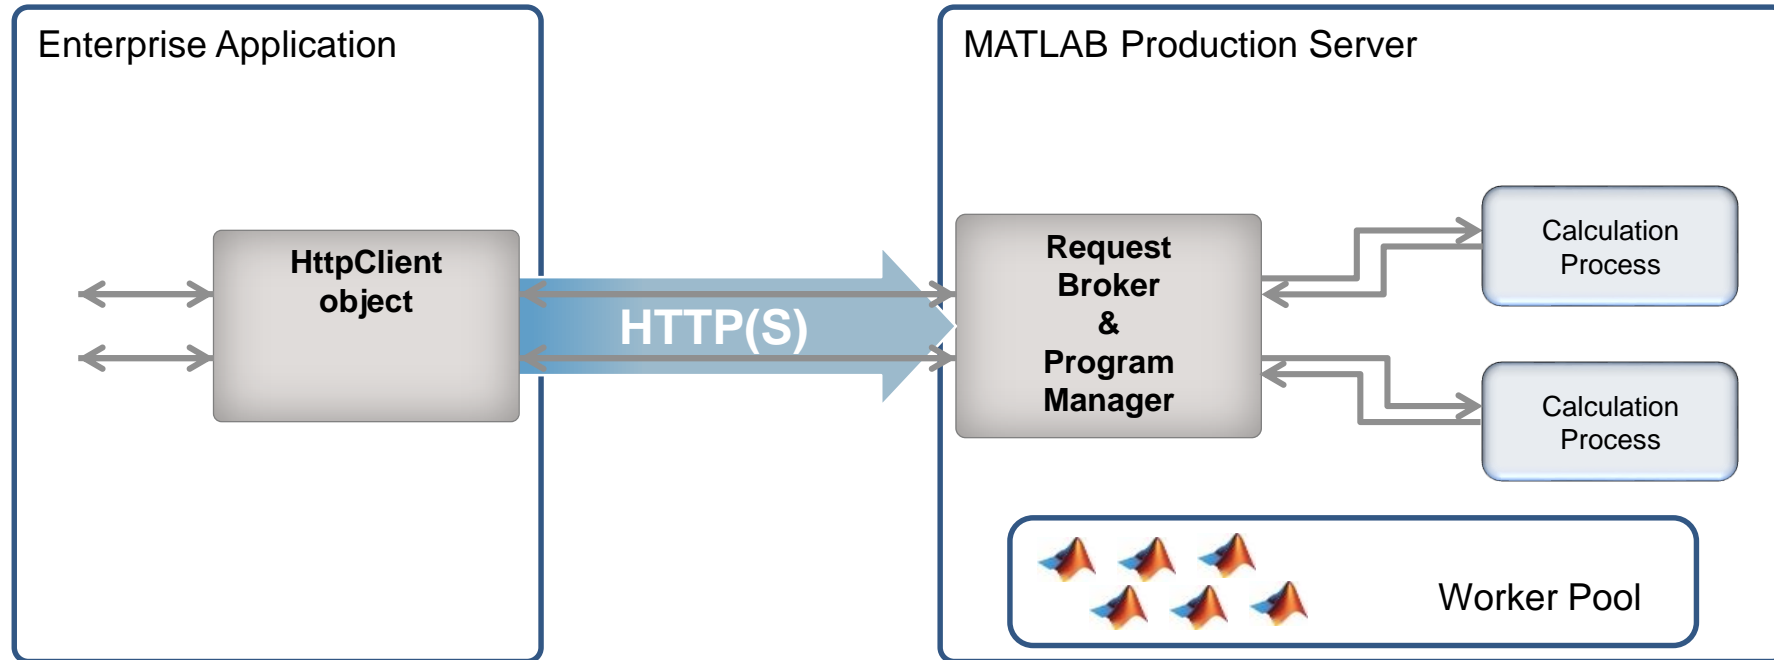 Enterprise Application
HttpClient
object
HTTP(S)
MATLAB Production Server
Request
Broker
&
Program
Manager
Calculation
Process
Calculation
Process
Worker Pool